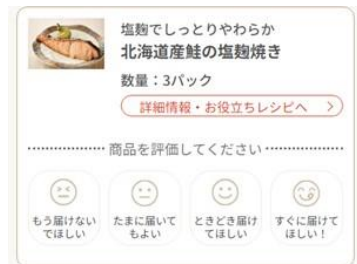 塩麹でしっとりやわらか
北海道産鮭の塩麹焼き
数量：3パック
詳細情報・お役立ちレシピへ
商品を評価してください
もう届けない
でほしい
たまに届いて
もよい
ときどき届け
てほしい
すぐに届けて
ほしい！